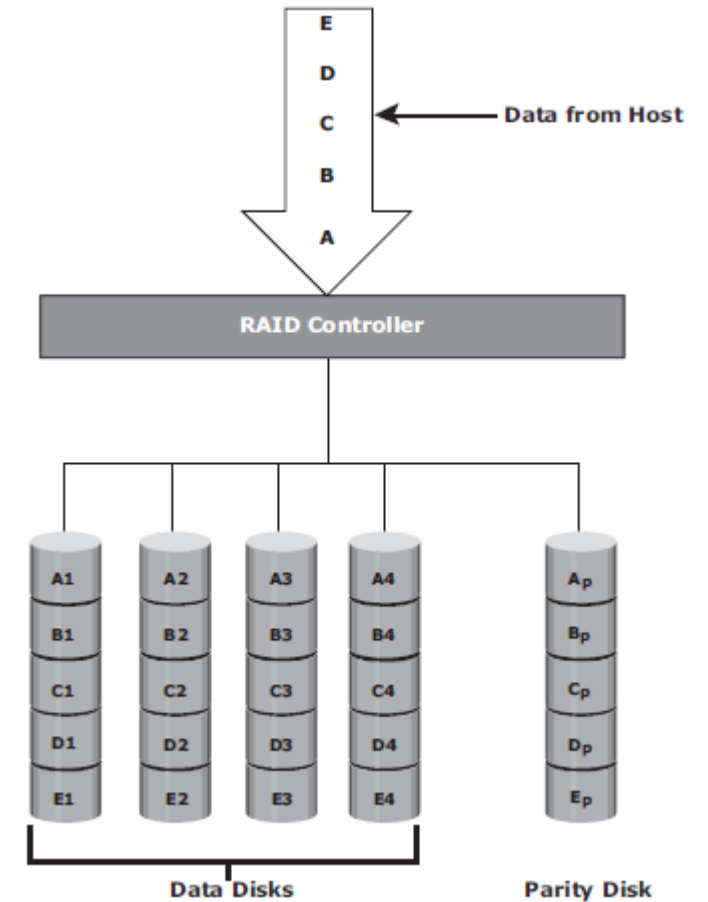 E
D
C
B
A
Data from Host
RAID Controller
A1 A2 A3 A4 Ap
B1 B2 B3 B4 Bp
C1 C2 C3 C4 Cp
D1 D2 D3 D4 Dp
E1 E2 E3 E4 Ep
Data Disks Parity Disk